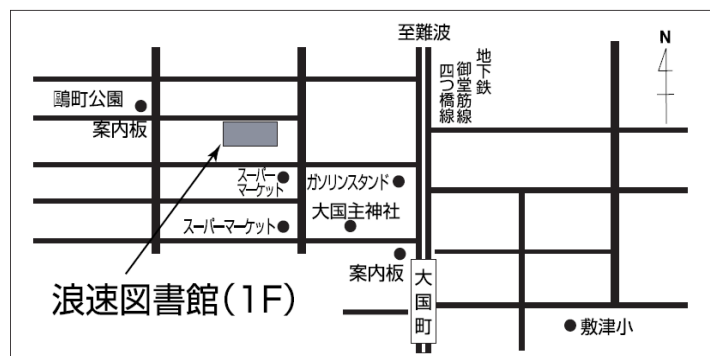 至難波
地下鉄
御堂筋線
四つ橋線
N
鴎町公園
案内板
スーパー
マーケット
ガソリンスタンド
大国主神社
スーパーマーケット
案内板
浪速図書館(1F)
大国町
敷津小